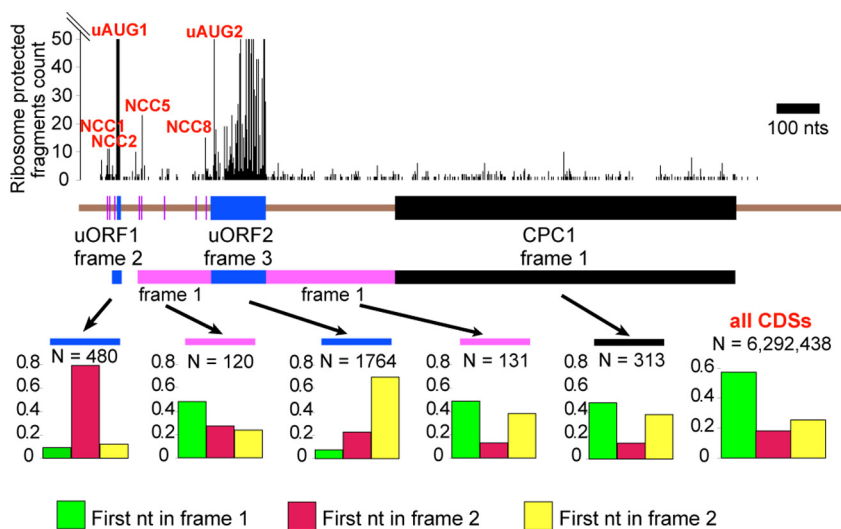 uAUG1
uAUG2
NCC5
NCC1
NCC2
NCC8
Ribosome protected
fragments count
50
40
30
20
10
0
100 nts
uORF1
frame 2
uORF2
frame 3
CPC1
frame 1
frame 1
frame 1
N = 480
N = 120
N = 1764
N = 131
N = 313
all CDSs
N = 6,292,438
0.8
0.6
0.4
0.2
0
0.8
0.6
0.4
0.2
0
0.8
0.6
0.4
0.2
0
0.8
0.6
0.4
0.2
0
0.8
0.6
0.4
0.2
0
0.6
0.4
0.2
0
First nt in frame 1
First nt in frame 2
First nt in frame 2